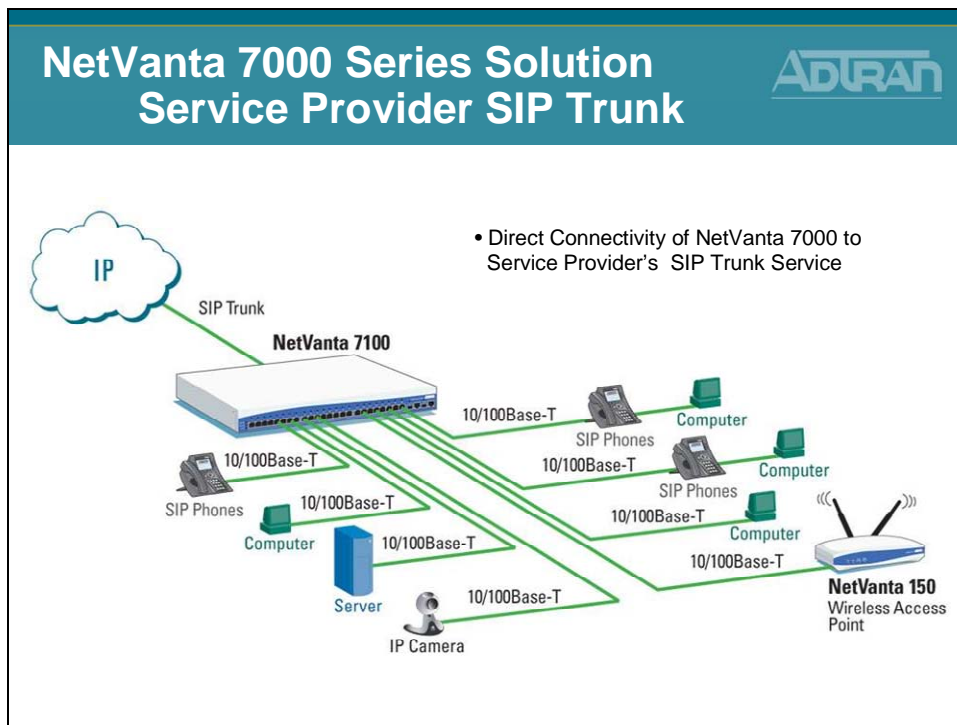 NetVanta 7000 Series Solution
Service Provider SIP Trunk
ADTRAN
• Direct Connectivity of NetVanta 7000 to
Service Provider's SIP Trunk Service
IP
SIP Trunk
NetVanta 7100
10/100Base-T
SIP Phones
Computer
10/100Base-T
SIP Phones
Computer
10/100Base-T
SIP Phones
10/100Base-T
Computer
10/100Base-T
Computer
10/100Base-T
Server
10/100Base-T
NetVanta 150
Wireless Access
Point
10/100Base-T
IP Camera